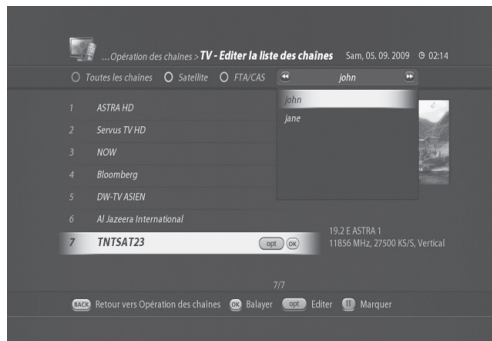 ...Opération des chaînes > TV - Editer la liste des chaînes Sam, 05. 09. 2009 02:14
Toutes les chaînes Satellite FTA/CAS john
john
jane
1 ASTRA HD
2 Servus TV HD
3 NOW
4 Bloomberg
5 DW-TV ASIEN
6 Al Jazeera International
7 TNTSAT23 opt OK
19.2 E ASTRA 1
11856 MHz, 27500 KS/S, Vertical
7/7
BACK Retour vers Opération des chaînes OK Balayer opt Editer Marquer